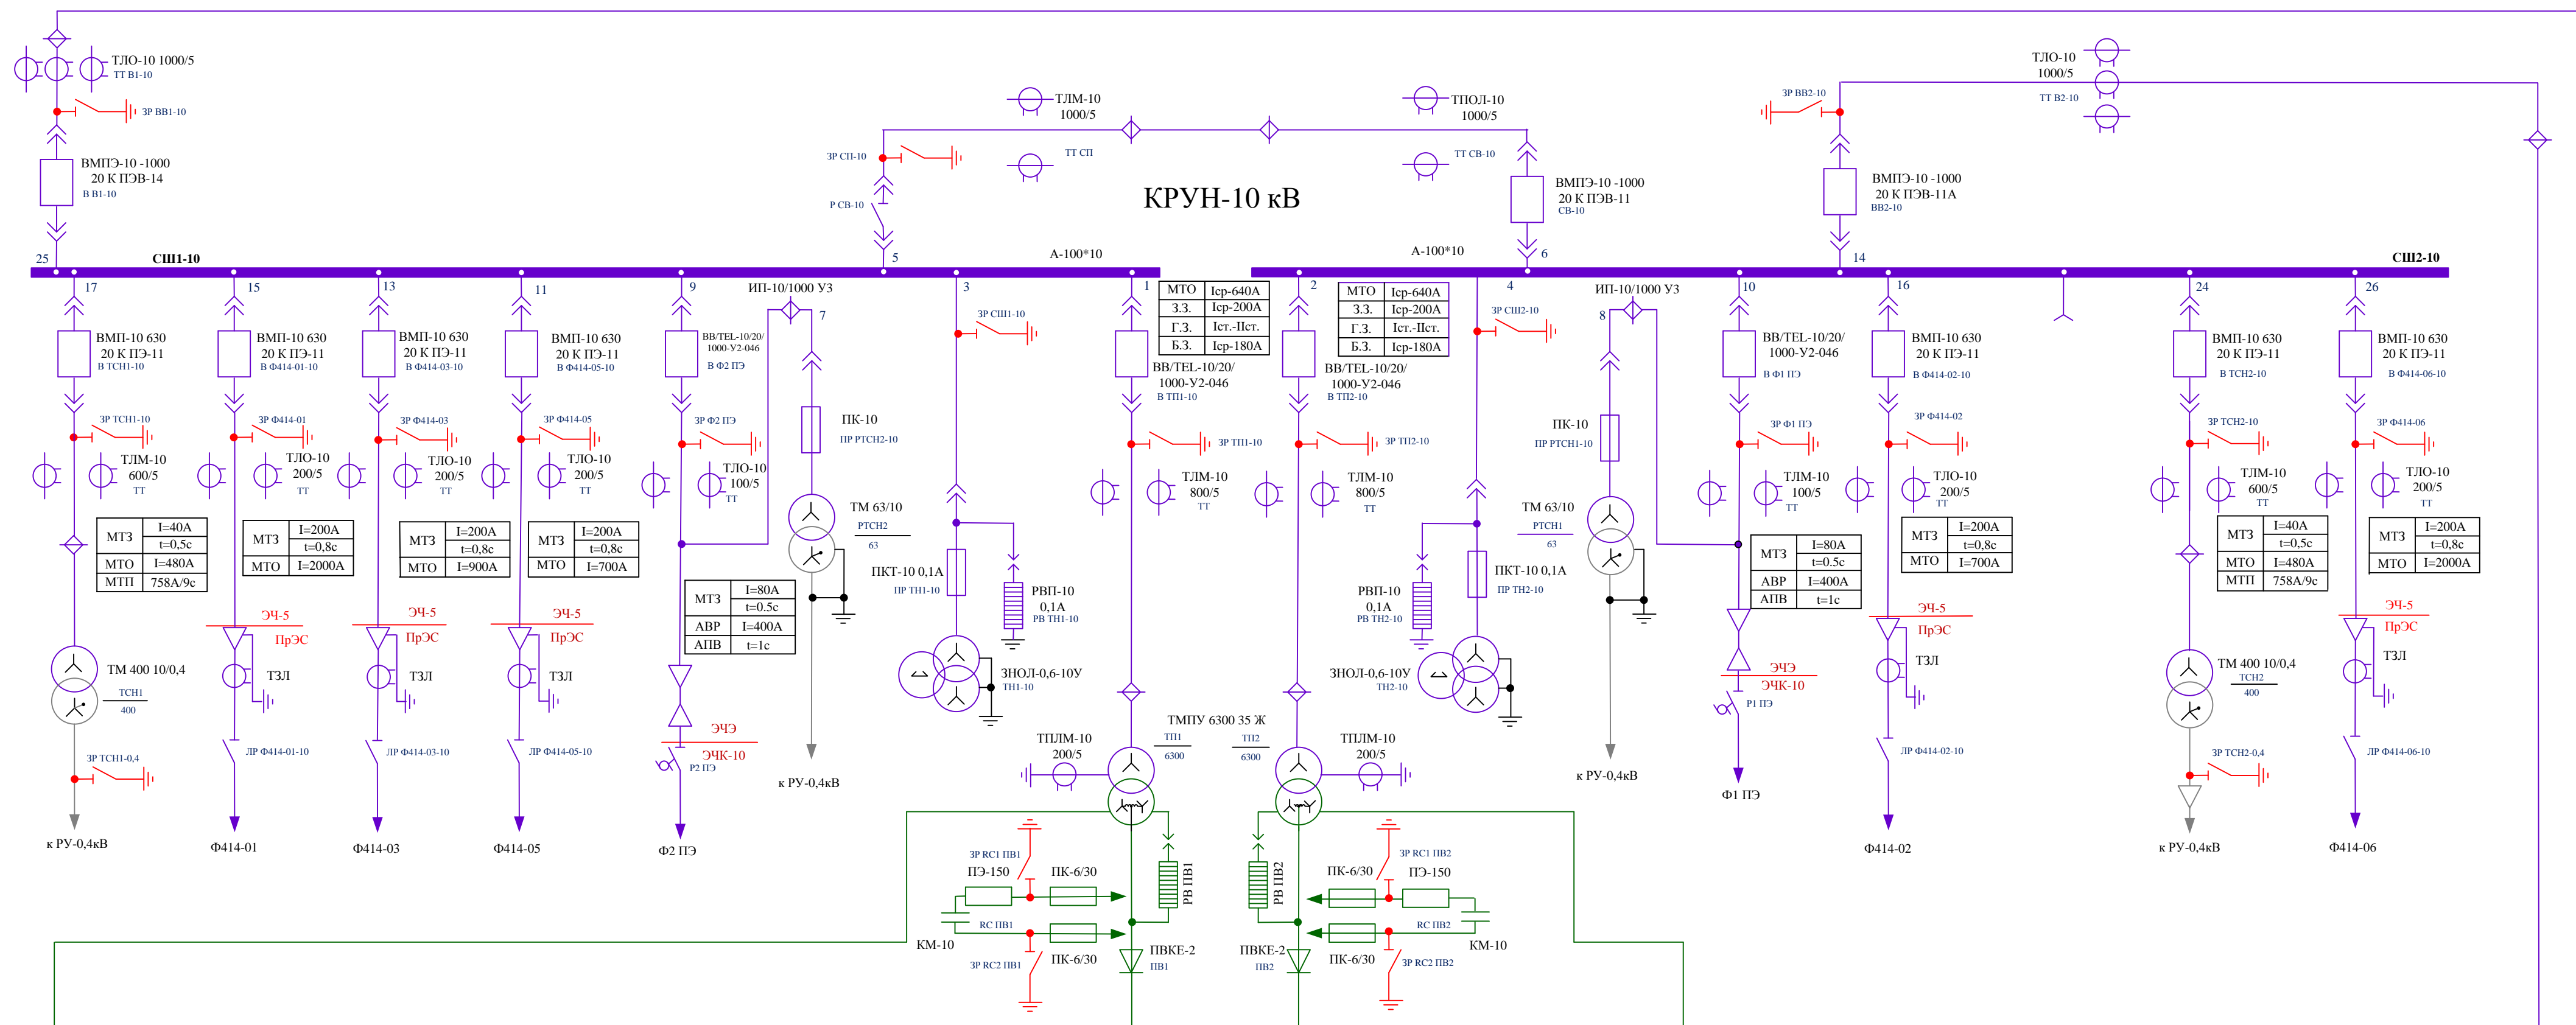 ТЛО-10 1000/5
ТТ В1-10
ЗР ВВ1-10
ВМПЭ-10 -1000
20 К ПЭВ-14
В В1-10
ТЛМ-10
1000/5
ТТ СП
ЗР СП-10
Р СВ-10
ТПОЛ-10
1000/5
ТТ СВ-10
КРУН-10 кВ
ВМПЭ-10 -1000
20 К ПЭВ-11
СВ-10
ЗР ВВ2-10
ВМПЭ-10 -1000
20 К ПЭВ-11А
ВВ2-10
ТЛО-10
1000/5
ТТ В2-10
25
СШ1-10
5
А-100*10
А-100*10
6
14
СШ2-10
17
15
13
11
9
ИП-10/1000 У3
7
3
1
2
4
ИП-10/1000 У3
8
10
16
24
26
МТО Iср-640А
З.З. Iср-200А
Г.З. Iст.-IIст.
Б.З. Iср-180А
МТО Iср-640А
З.З. Iср-200А
Г.З. Iст.-IIст.
Б.З. Iср-180А
ВМП-10 630
20 К ПЭ-11
В ТСН1-10
ВМП-10 630
20 К ПЭ-11
В Ф414-01-10
ВМП-10 630
20 К ПЭ-11
В Ф414-03-10
ВМП-10 630
20 К ПЭ-11
В Ф414-05-10
ВВ/TEL-10/20/
1000-У2-046
В Ф2 ПЭ
ЗР СШ1-10
ВВ/TEL-10/20/
1000-У2-046
В ТП1-10
ВВ/TEL-10/20/
1000-У2-046
В ТП2-10
ЗР СШ2-10
ВВ/TEL-10/20/
1000-У2-046
В Ф1 ПЭ
ВМП-10 630
20 К ПЭ-11
В Ф414-02-10
ВМП-10 630
20 К ПЭ-11
В ТСН2-10
ВМП-10 630
20 К ПЭ-11
В Ф414-06-10
ЗР ТСН1-10
ЗР Ф414-01
ЗР Ф414-03
ЗР Ф414-05
ЗР Ф2 ПЭ
ПК-10
ПР РТСН2-10
ЗР ТП1-10
ЗР ТП2-10
ПК-10
ПР РТСН1-10
ЗР Ф1 ПЭ
ЗР Ф414-02
ЗР ТСН2-10
ЗР Ф414-06
ТЛМ-10
600/5
ТТ
ТЛО-10
200/5
ТТ
ТЛО-10
200/5
ТТ
ТЛО-10
200/5
ТТ
ТЛО-10
100/5
ТТ
ТЛМ-10
800/5
ТТ
ТЛМ-10
800/5
ТТ
ТЛМ-10
100/5
ТТ
ТЛО-10
200/5
ТТ
ТЛМ-10
600/5
ТТ
ТЛО-10
200/5
ТТ
МТЗ I=40А
t=0,5с
МТО I=480А
МТП 758А/9с
МТЗ I=200А
t=0,8с
МТО I=2000А
МТЗ I=200А
t=0,8с
МТО I=900А
МТЗ I=200А
t=0,8с
МТО I=700А
МТЗ I=80А
t=0.5с
АВР I=400А
АПВ t=1с
ТМ 63/10
РТСН2
63
ПКТ-10 0,1А
ПР ТН1-10
РВП-10
0,1А
РВ ТН1-10
РВП-10
0,1А
РВ ТН2-10
ПКТ-10 0,1А
ПР ТН2-10
ТМ 63/10
РТСН1
63
МТЗ I=80А
t=0.5с
АВР I=400А
АПВ t=1с
МТЗ I=200А
t=0,8с
МТО I=700А
МТЗ I=40А
t=0,5с
МТО I=480А
МТП 758А/9с
МТЗ I=200А
t=0,8с
МТО I=2000А
ЭЧ-5
ПрЭС
ЭЧ-5
ПрЭС
ЭЧ-5
ПрЭС
ЭЧ-5
ПрЭС
ЭЧ-5
ПрЭС
ТМ 400 10/0,4
ТСН1
400
ТЗЛ
ТЗЛ
ТЗЛ
ЗНОЛ-0,6-10У
ТН1-10
ЗНОЛ-0,6-10У
ТН2-10
ЭЧЭ
ЭЧК-10
Р1 ПЭ
ТЗЛ
ТМ 400 10/0,4
ТСН2
400
ТЗЛ
ЗР ТСН1-0,4
ЛР Ф414-01-10
ЛР Ф414-03-10
ЛР Ф414-05-10
ЭЧЭ
ЭЧК-10
Р2 ПЭ
ТМПУ 6300 35 Ж
ТП1
6300
ТП2
6300
ТПЛМ-10
200/5
ТПЛМ-10
200/5
ЛР Ф414-02-10
ЗР ТСН2-0,4
ЛР Ф414-06-10
к РУ-0,4кВ
Ф414-01
Ф414-03
Ф414-05
Ф2 ПЭ
к РУ-0,4кВ
к РУ-0,4кВ
Ф1 ПЭ
Ф414-02
к РУ-0,4кВ
Ф414-06
ЗР RC1 ПВ1
ПЭ-150
ПК-6/30
РВ ПВ1
РВ ПВ2
ПК-6/30
ЗР RC1 ПВ2
ПЭ-150
RC ПВ1
RC ПВ2
КМ-10
КМ-10
ЗР RC2 ПВ1
ПК-6/30
ПВКЕ-2
ПВ1
ПВКЕ-2
ПВ2
ПК-6/30
ЗР RC2 ПВ2